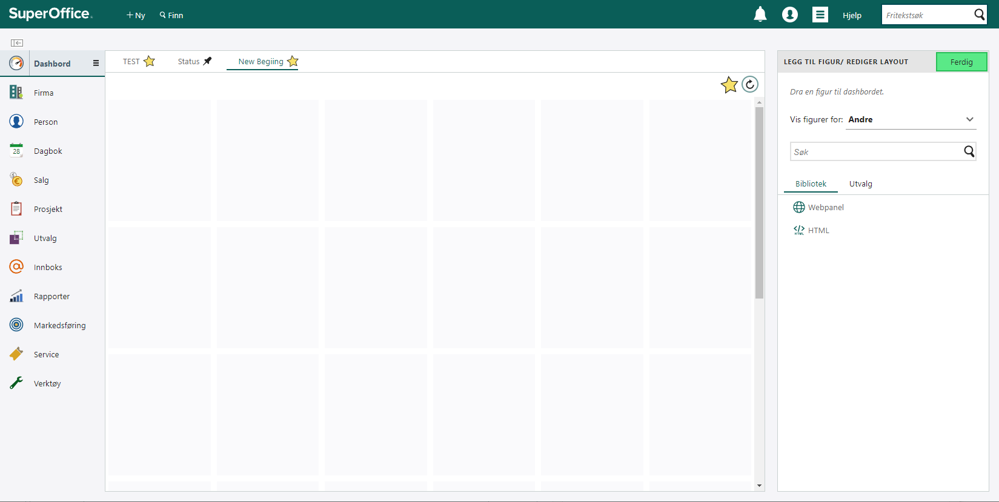 SuperOffice
+ Ny
Finn
Hjelp
Fritekstsøk
Dashbord
Firma
Person
28
Dagbok
Salg
Prosjekt
Utvalg
Innboks
Rapporter
Markedsføring
Service
Verktøy
TEST
Status
New Begiing
LEGG TIL FIGUR/ REDIGER LAYOUT
Ferdig
Dra en figur til dashbordet.
Vis figurer for: Andre
Søk
Bibliotek
Utvalg
Webpanel
HTML
HTML